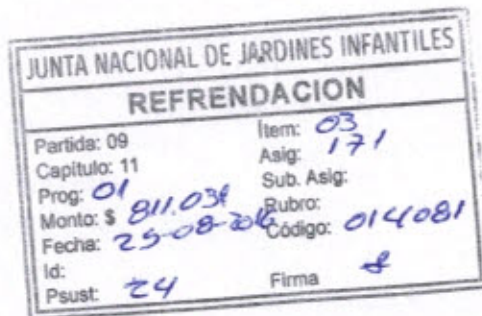 JUNTA NACIONAL DE JARDINES INFANTILES
REFRENDACION
Partida: 09 Ítem: 03
Capítulo: 11 Asig: 171
Prog: 01 Sub. Asig:
Monto: $ 811.031 Rubro:
Fecha: 25-08-2016 Código: 014081
Id:
Psust: 24 Firma